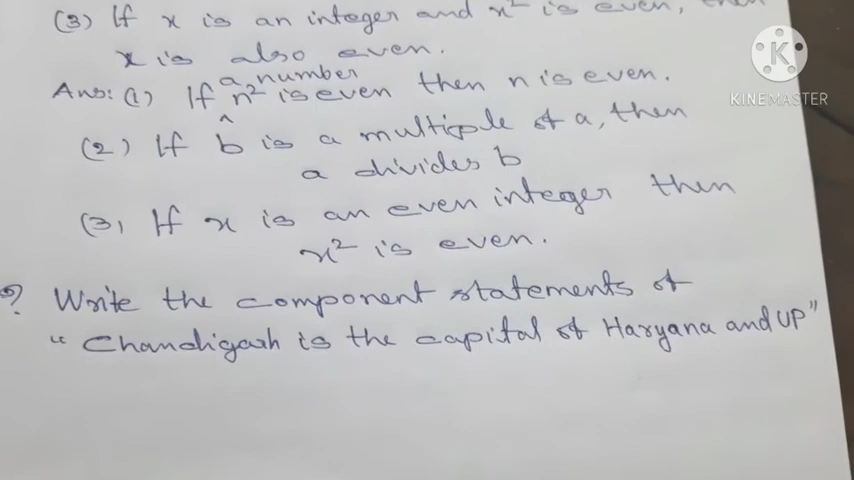 (3) If x is an integer and x² is even, then
x is also even.
Ans: (1) If n² is even then n is even.
(2) If a number b is a multiple of a, then
a divides b
(3) If x is an even integer then
x² is even.
? Write the component statements of
"Chandigarh is the capital of Haryana and UP"
K
KINEMASTER